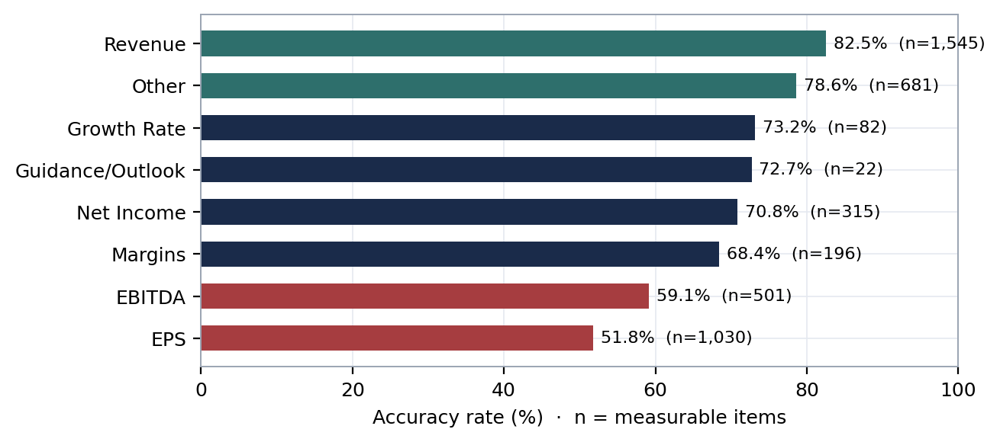 Revenue 82.5% (n=1,545)
Other 78.6% (n=681)
Growth Rate 73.2% (n=82)
Guidance/Outlook 72.7% (n=22)
Net Income 70.8% (n=315)
Margins 68.4% (n=196)
EBITDA 59.1% (n=501)
EPS 51.8% (n=1,030)
0 20 40 60 80 100
Accuracy rate (%) · n = measurable items